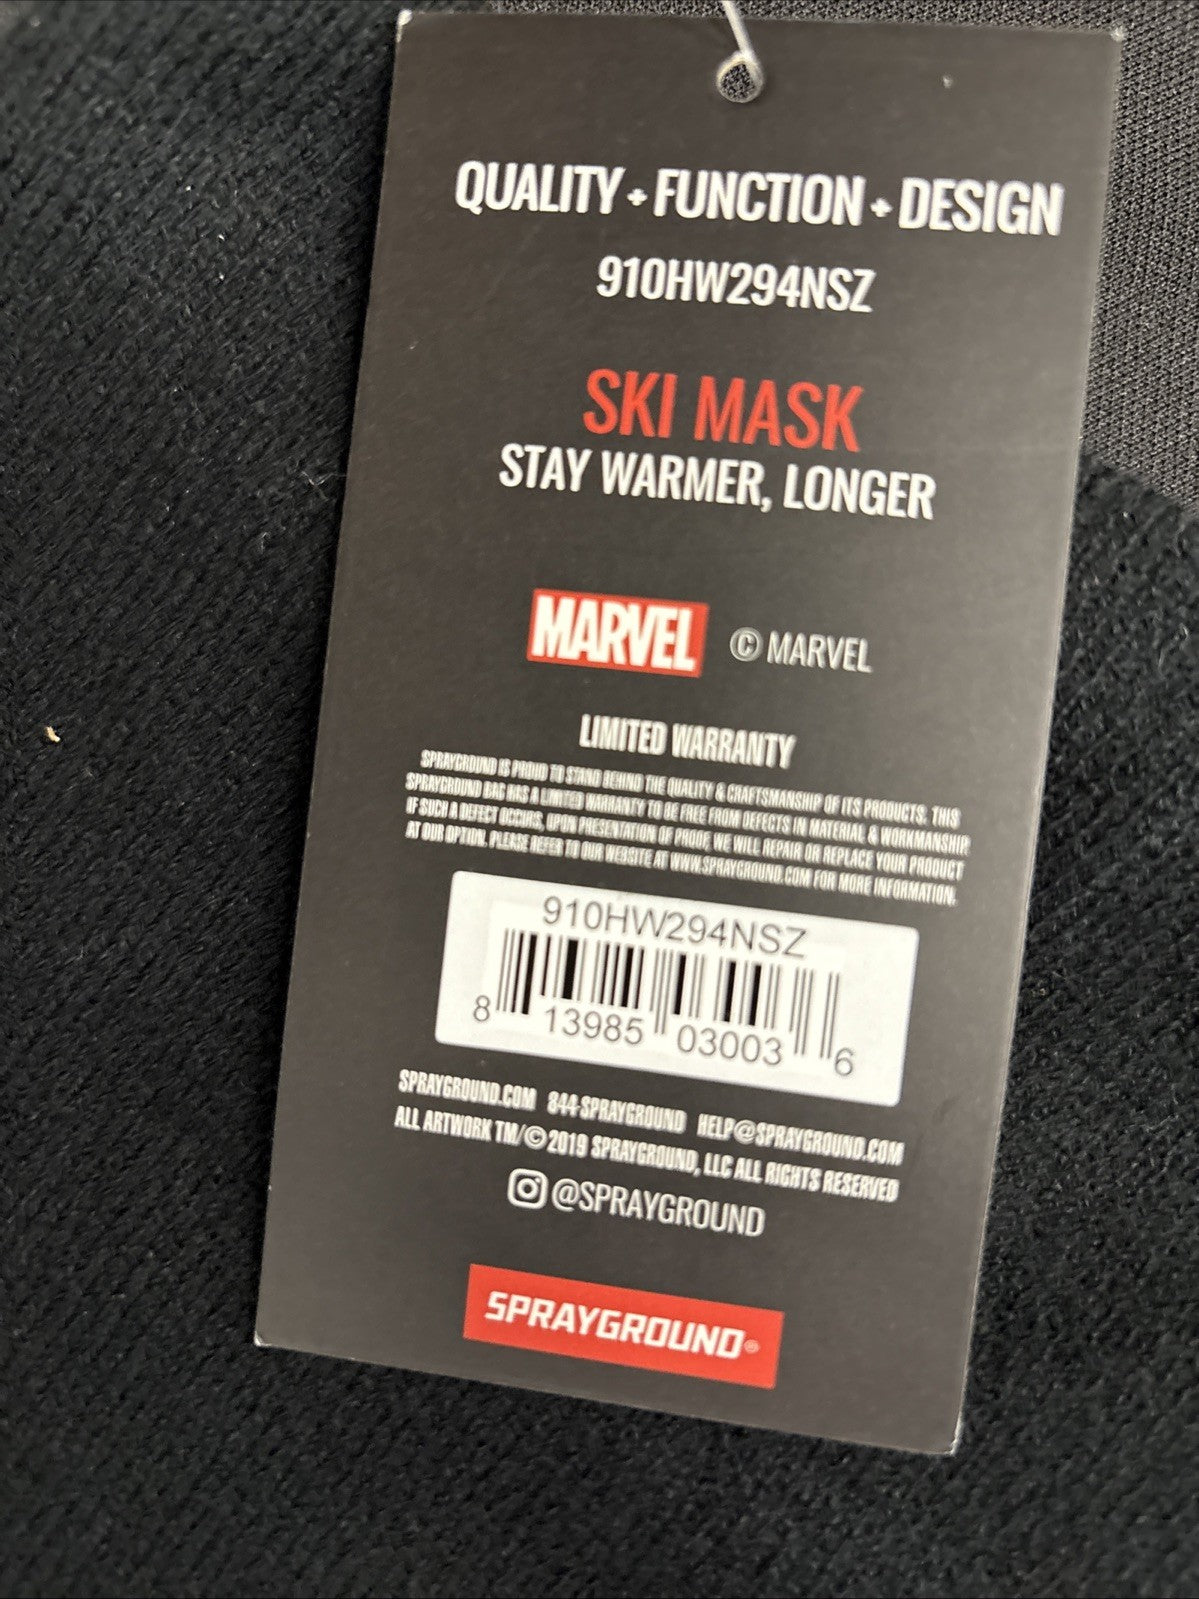 QUALITY + FUNCTION + DESIGN
910HW294NSZ
SKI MASK
STAY WARMER, LONGER
MARVEL © MARVEL
LIMITED WARRANTY
SPRAYGROUND IS PROUD TO STAND BEHIND THE QUALITY & CRAFTSMANSHIP OF ITS PRODUCTS. THIS
SPRAYGROUND BAG HAS A LIMITED WARRANTY TO BE FREE FROM DEFECTS IN MATERIAL & WORKMANSHIP.
IF SUCH A DEFECT OCCURS, UPON PRESENTATION OF PROOF, WE WILL REPAIR OR REPLACE YOUR PRODUCT
AT OUR OPTION. PLEASE REFER TO OUR WEBSITE AT WWW.SPRAYGROUND.COM FOR MORE INFORMATION.
910HW294NSZ
8 13985 03003 6
SPRAYGROUND.COM 844-SPRAYGROUND HELP@SPRAYGROUND.COM
ALL ARTWORK TM/© 2019 SPRAYGROUND, LLC ALL RIGHTS RESERVED
@SPRAYGROUND
SPRAYGROUND®